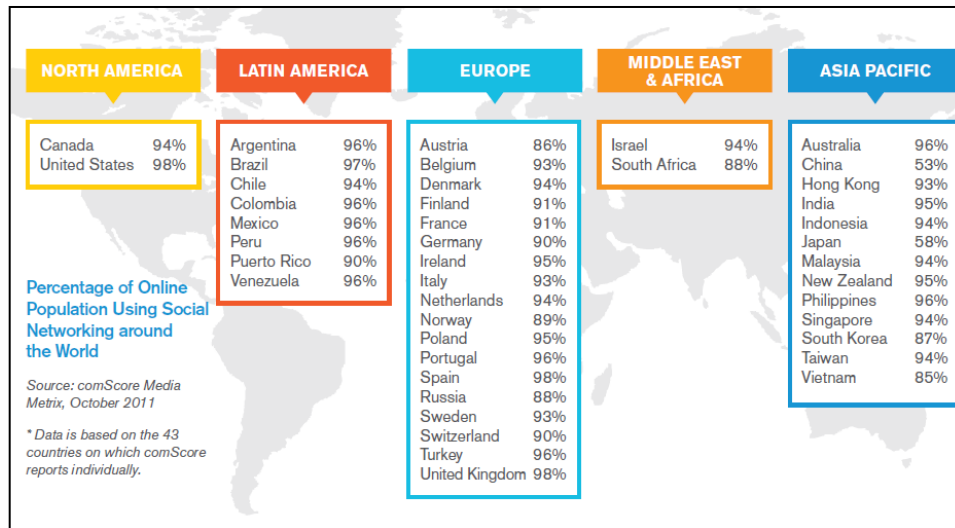 NORTH AMERICA
Canada 94%
United States 98%
LATIN AMERICA
Argentina 96%
Brazil 97%
Chile 94%
Colombia 96%
Mexico 96%
Peru 96%
Puerto Rico 90%
Venezuela 96%
EUROPE
Austria 86%
Belgium 93%
Denmark 94%
Finland 91%
France 91%
Germany 90%
Ireland 95%
Italy 93%
Netherlands 94%
Norway 89%
Poland 95%
Portugal 96%
Spain 98%
Russia 88%
Sweden 93%
Switzerland 90%
Turkey 96%
United Kingdom 98%
MIDDLE EAST
& AFRICA
Israel 94%
South Africa 88%
ASIA PACIFIC
Australia 96%
China 53%
Hong Kong 93%
India 95%
Indonesia 94%
Japan 58%
Malaysia 94%
New Zealand 95%
Philippines 96%
Singapore 94%
South Korea 87%
Taiwan 94%
Vietnam 85%
Percentage of Online
Population Using Social
Networking around
the World
Source: comScore Media
Metrix, October 2011
* Data is based on the 43
countries on which comScore
reports individually.